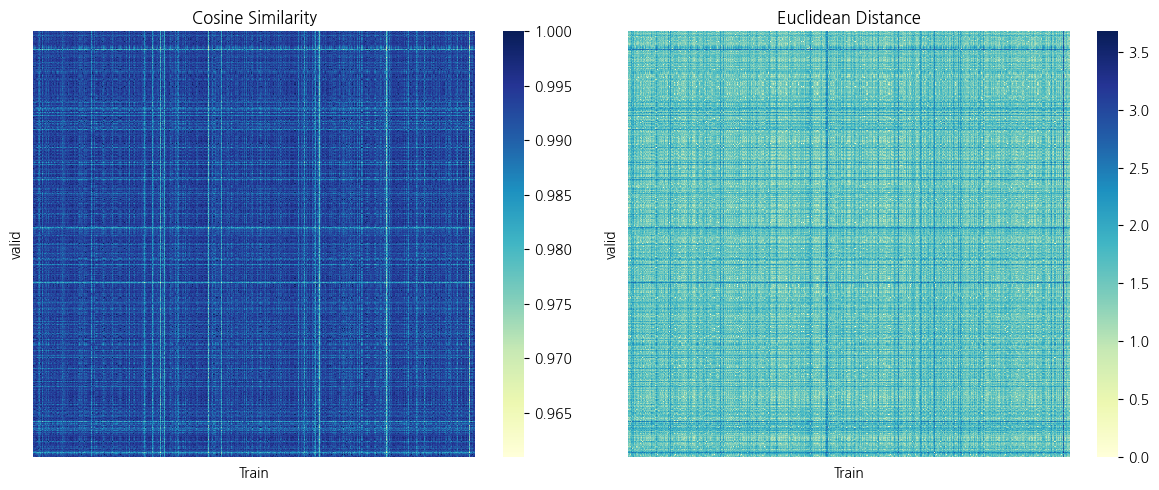 Cosine Similarity
valid
Train
1.000
0.995
0.990
0.985
0.980
0.975
0.970
0.965
Euclidean Distance
valid
Train
3.5
3.0
2.5
2.0
1.5
1.0
0.5
0.0